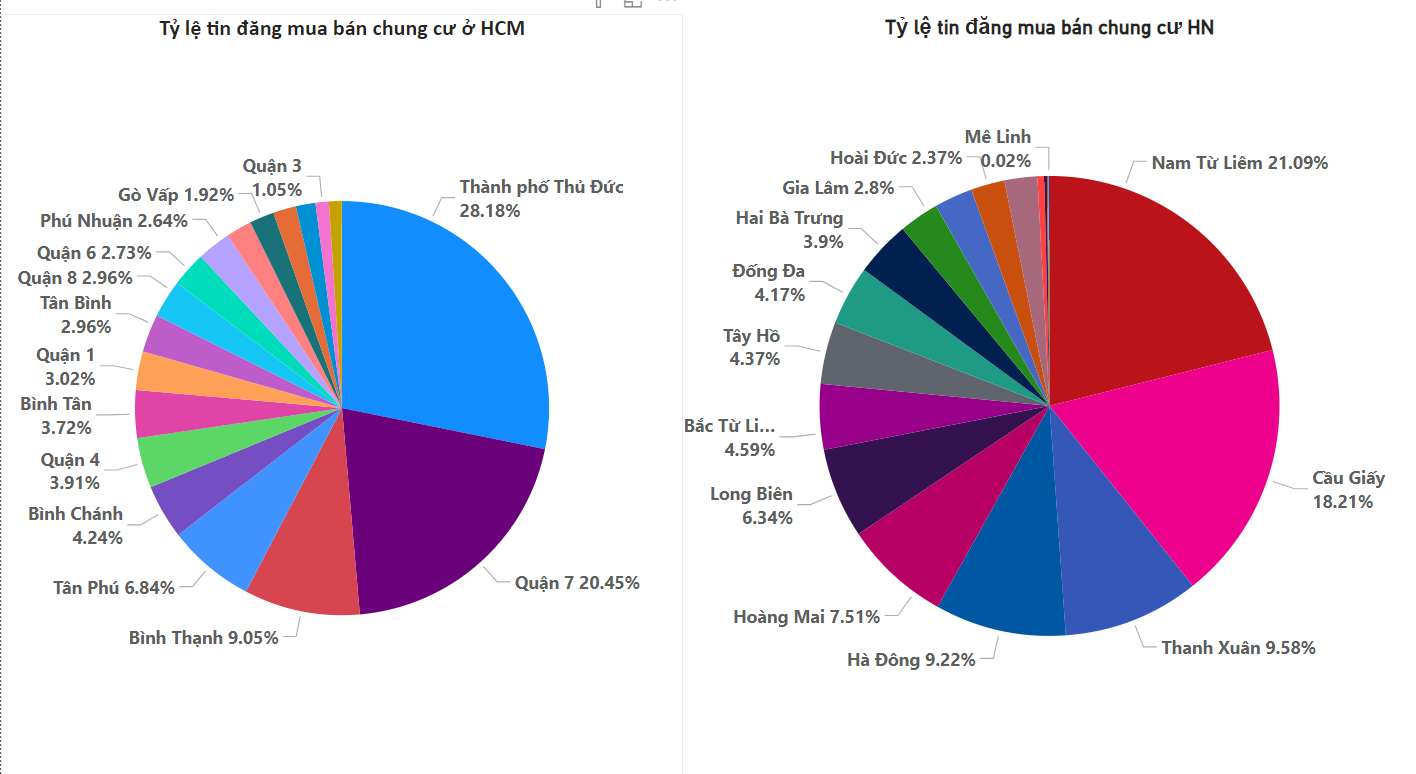 Tỷ lệ tin đăng mua bán chung cư ở HCM
Quận 3
1.05%
Gò Vấp 1.92%
Phú Nhuận 2.64%
Quận 6 2.73%
Quận 8 2.96%
Tân Bình
2.96%
Quận 1
3.02%
Bình Tân
3.72%
Quận 4
3.91%
Bình Chánh
4.24%
Tân Phú 6.84%
Bình Thạnh 9.05%
Thành phố Thủ Đức
28.18%
Quận 7 20.45%
Tỷ lệ tin đăng mua bán chung cư HN
Mê Linh
0.02%
Hoài Đức 2.37%
Gia Lâm 2.8%
Hai Bà Trưng
3.9%
Đống Đa
4.17%
Tây Hồ
4.37%
Bắc Từ Li...
4.59%
Long Biên
6.34%
Hoàng Mai 7.51%
Hà Đông 9.22%
Nam Từ Liêm 21.09%
Cầu Giấy
18.21%
Thanh Xuân 9.58%